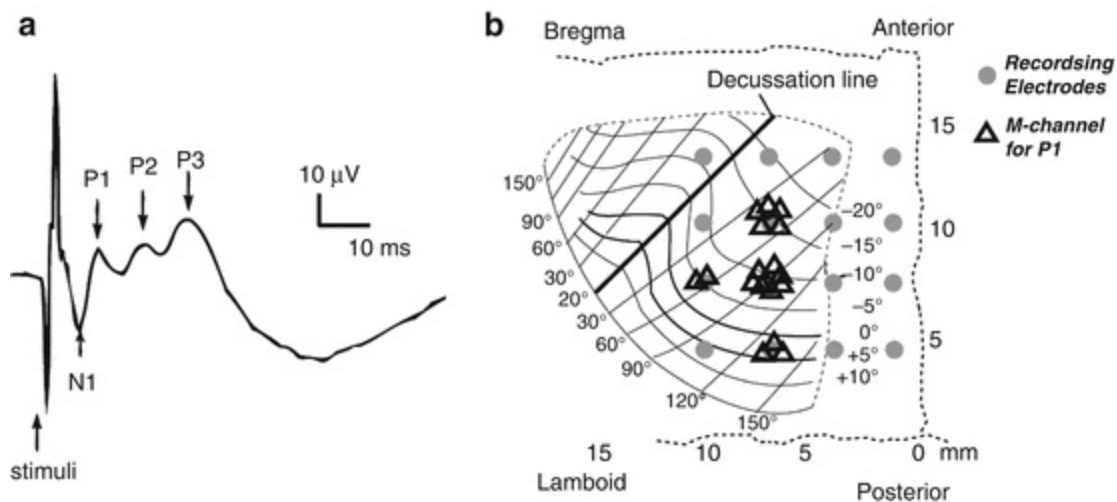 a
P1
P2
P3
N1
stimuli
10 μV
10 ms
b
Bregma
Anterior
Decussation line
Recordsing
Electrodes
M-channel
for P1
150°
90°
60°
30°
20°
30°
60°
90°
120°
150°
–20°
–15°
–10°
–5°
0°
+5°
+10°
15
10
5
15
10
5
0 mm
Lamboid
Posterior